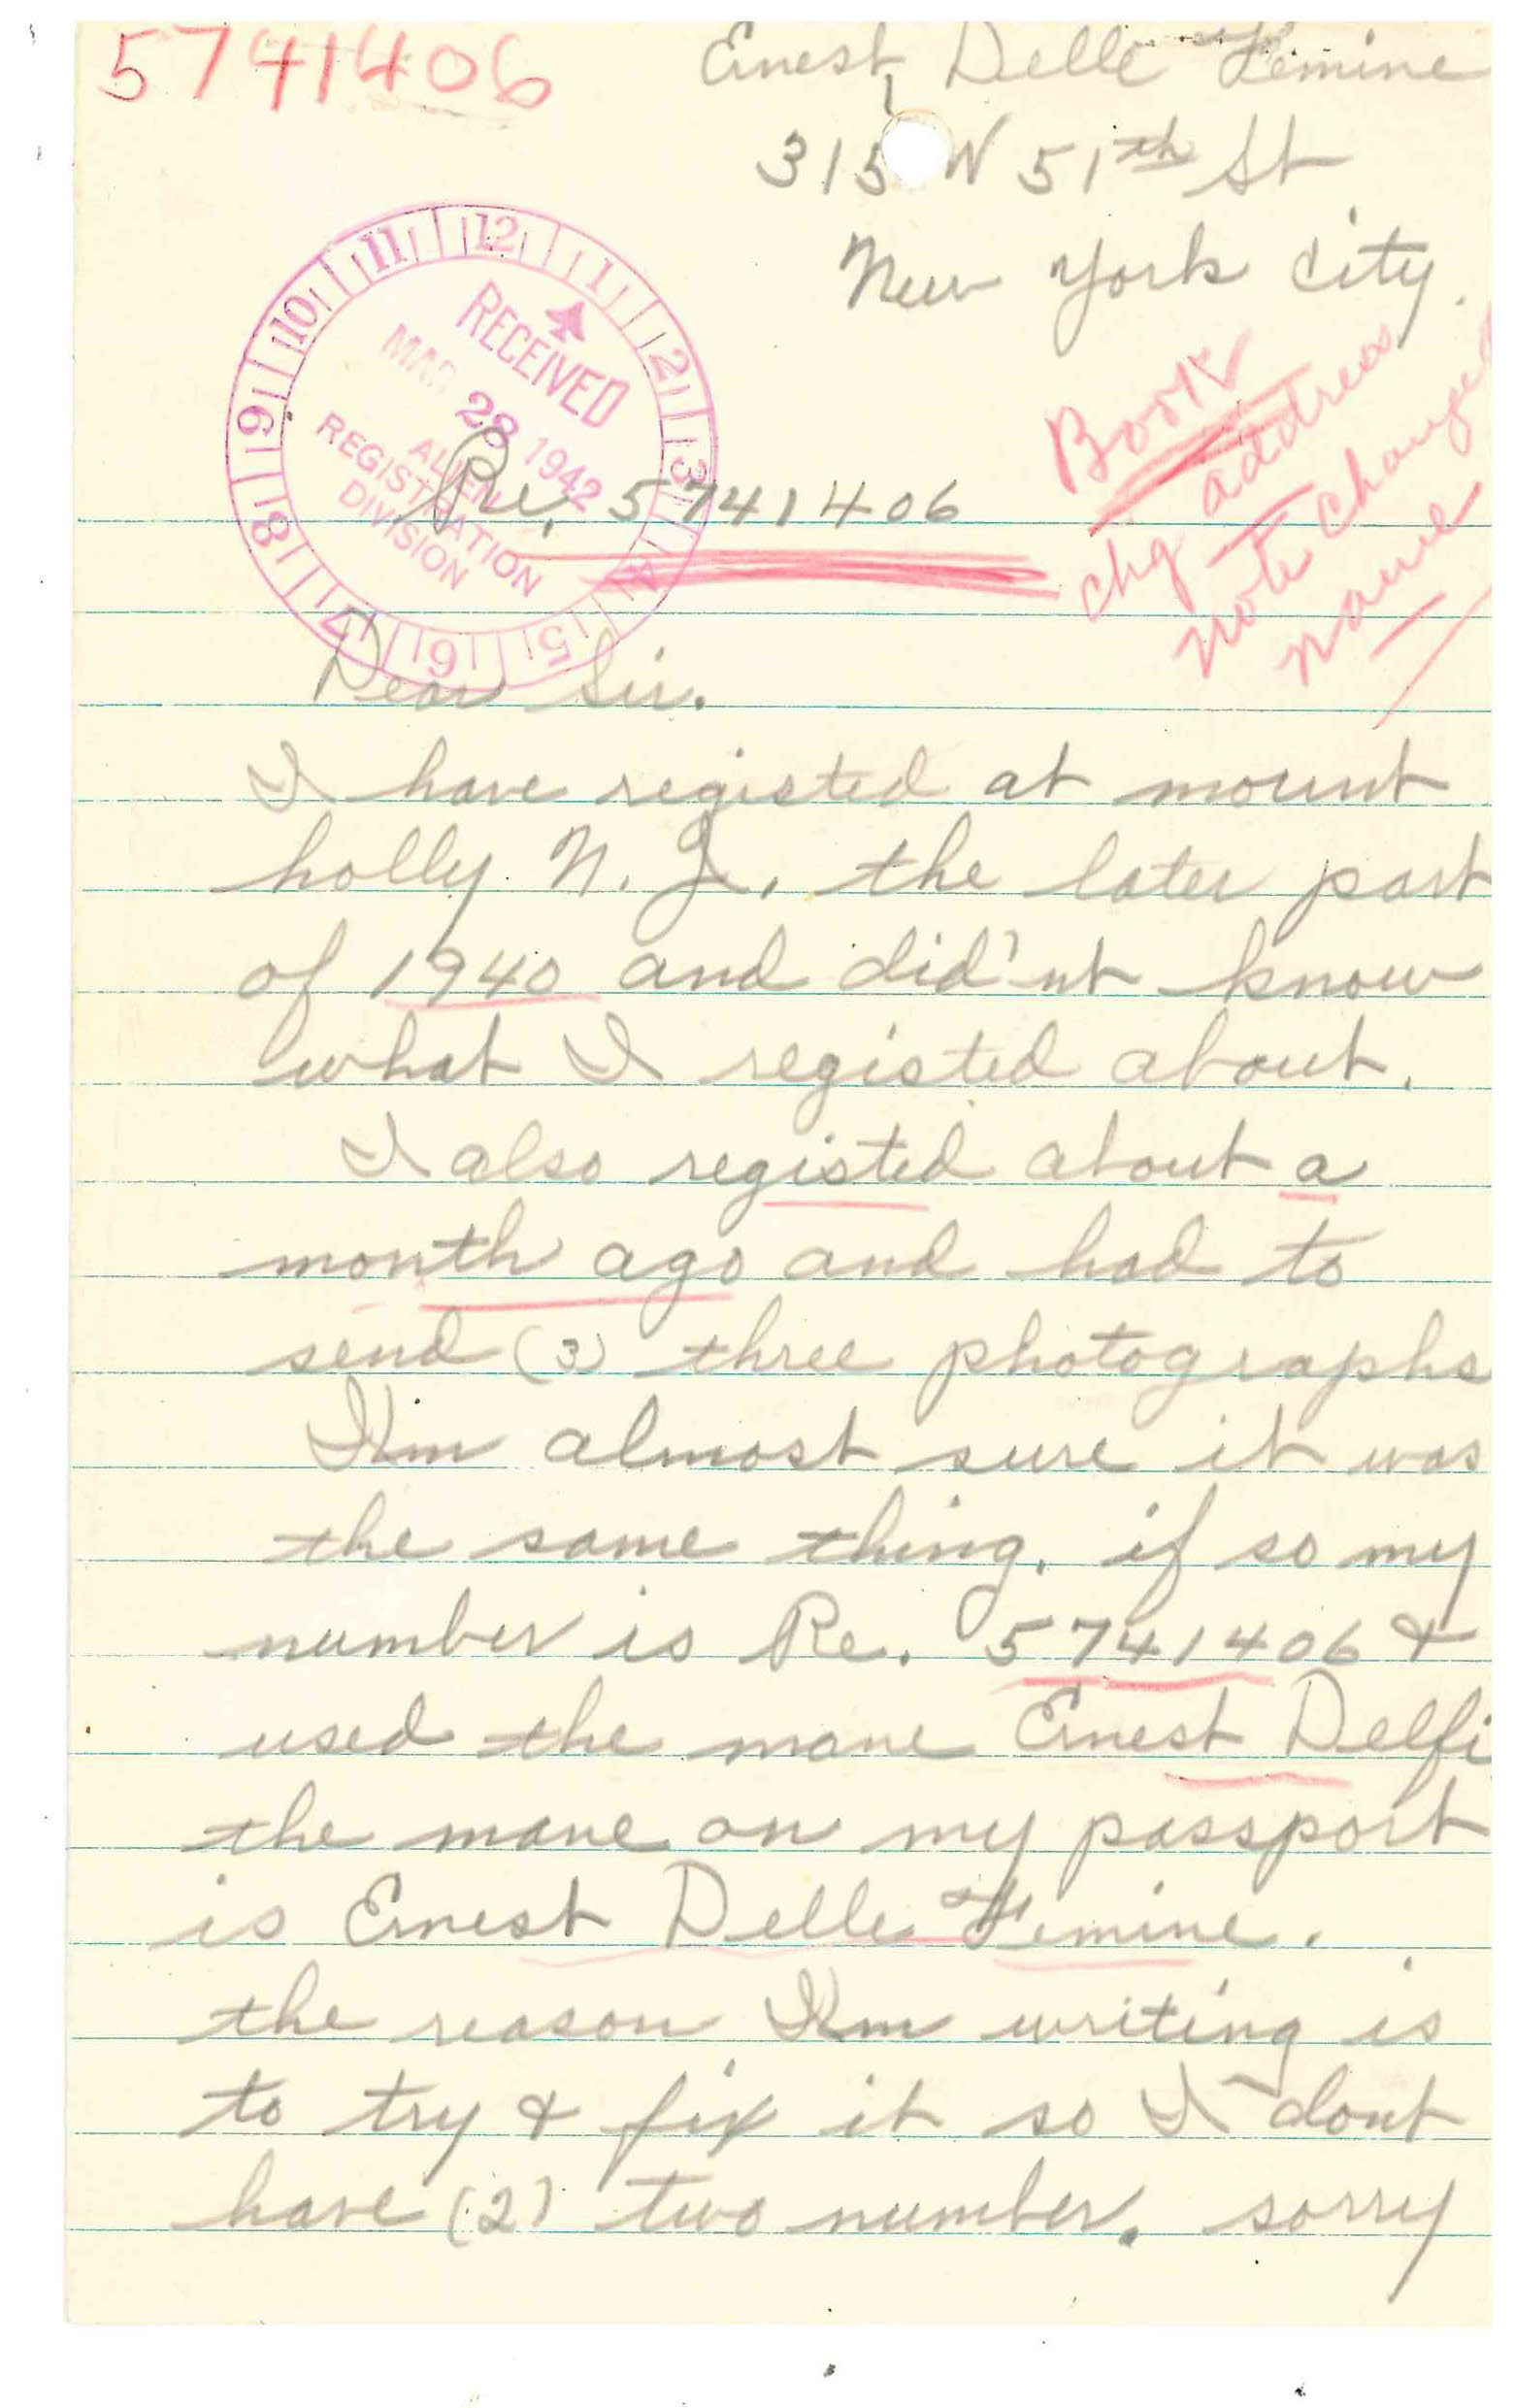 5741406
Ernest Delle Femine
315 W 51th St
New York City.
12 1 2 3 4 5 6 7 8 9 10 11
RECEIVED
MAR 28 1942
ALIEN
REGISTRATION
DIVISION
Book
chg address
note change
name
Re. 5741406
Dear Sir.
I have registed at mount
holly. N. J. the later part
of 1940 and did'nt know
what I registed about.
I also registed about a
month ago and had to
send (3) three photographs
I'm almost sure it was
the same thing. if so my
number is Re. 5741406 &
used the mane Ernest Delfi
the mane on my passport
is Ernest Delle Femine.
the reason I'm writing is
to try & fix it so I dont
have (2) two number. sorry